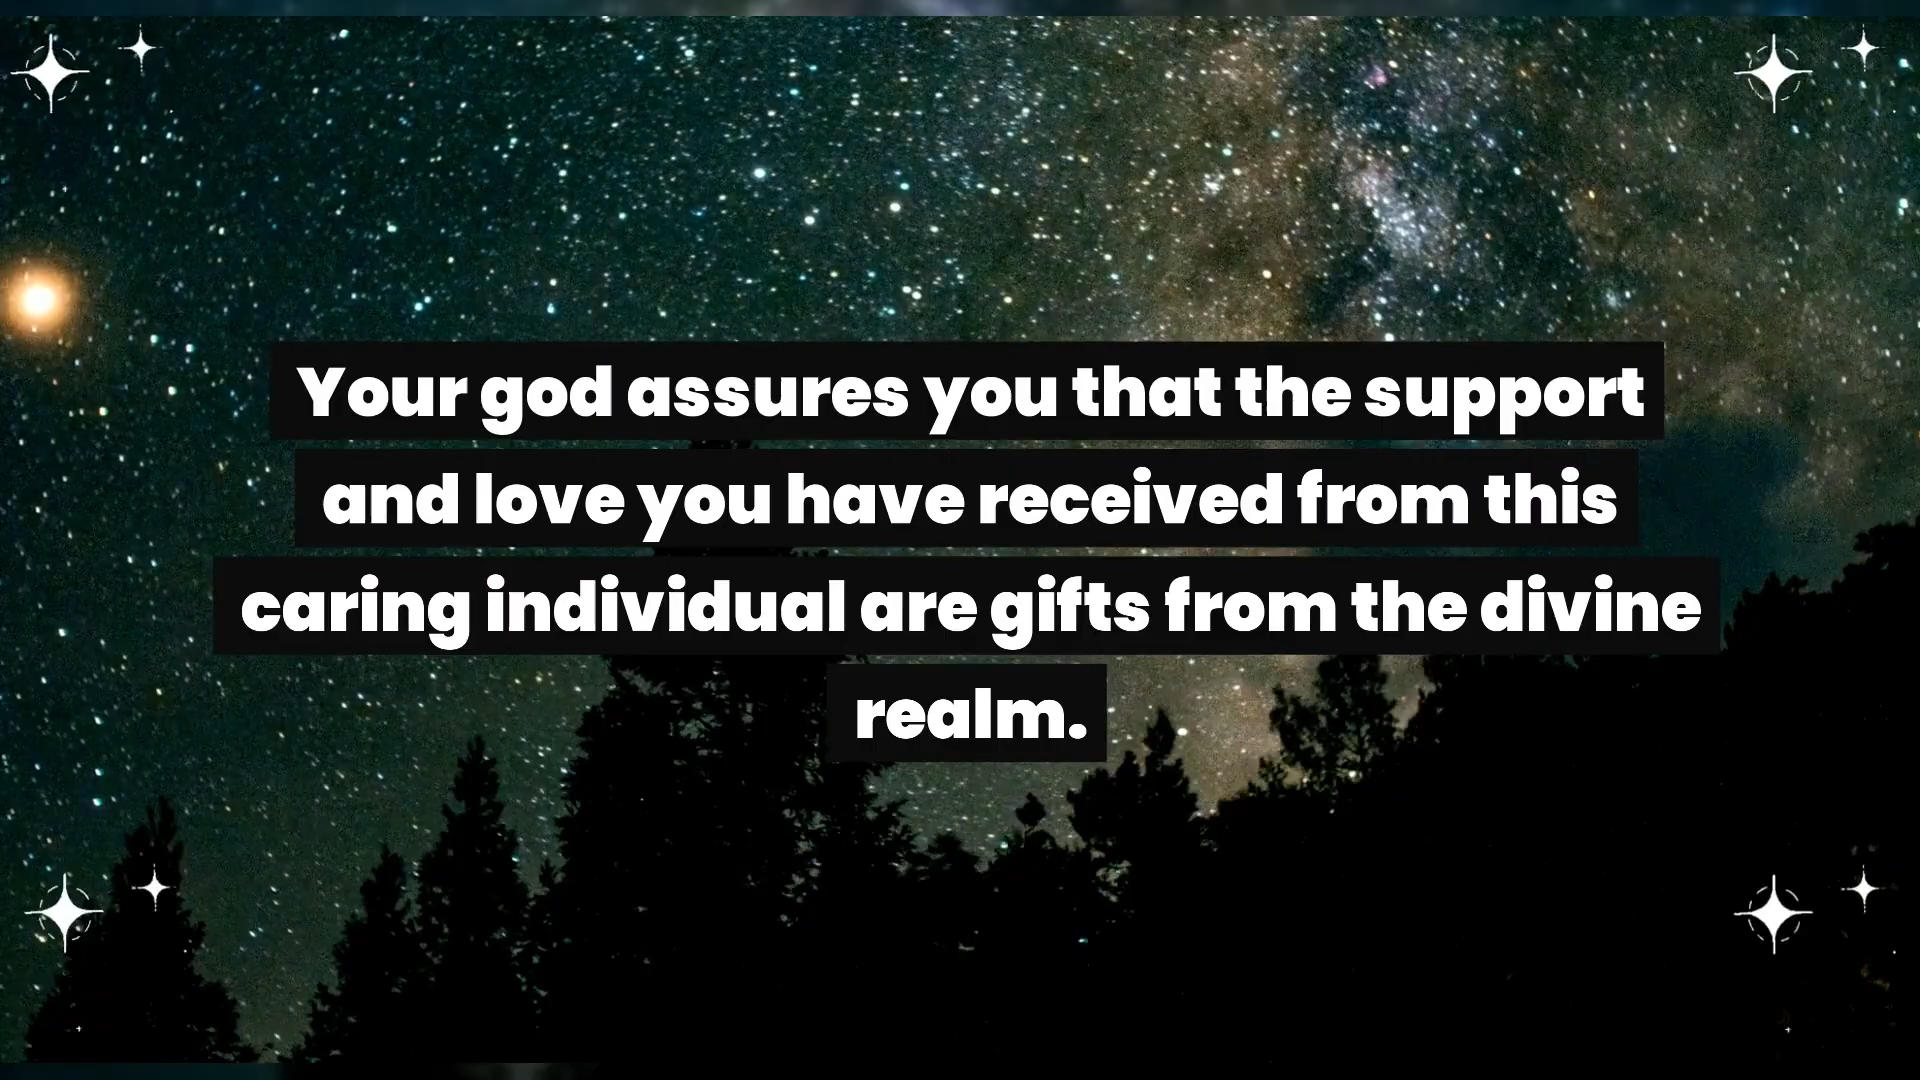 Your god assures you that the support
and love you have received from this
caring individual are gifts from the divine
realm.